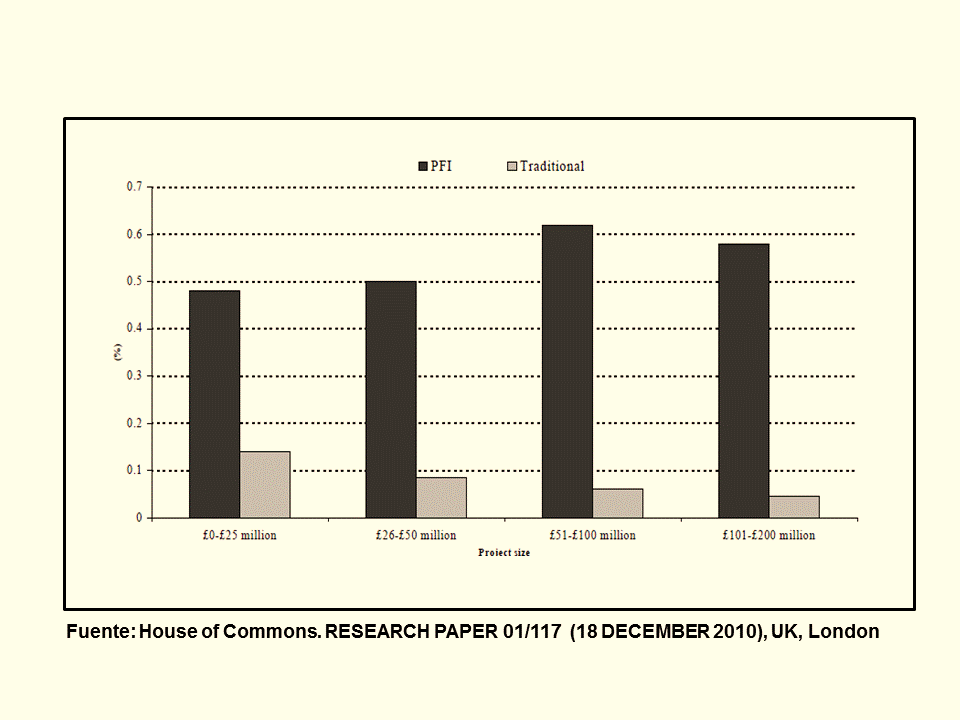 PFI Traditional
0.7
0.6
0.5
0.4
0.3
0.2
0.1
0
(%)
£0-£25 million £26-£50 million £51-£100 million £101-£200 million
Project size
Fuente: House of Commons. RESEARCH PAPER 01/117 (18 DECEMBER 2010), UK, London